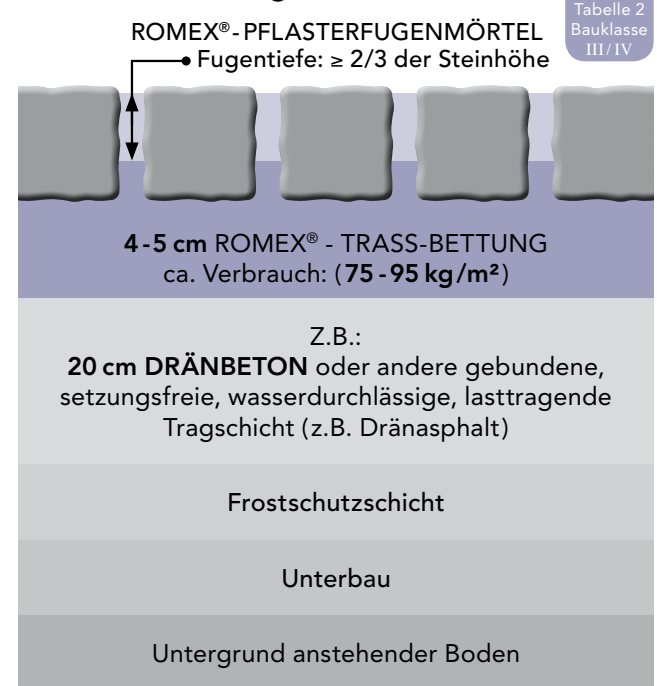 Tabelle 2
Bauklasse
III/IV
ROMEX®-PFLASTERFUGENMÖRTEL
Fugentiefe: ≥ 2/3 der Steinhöhe
4-5 cm ROMEX® - TRASS-BETTUNG
ca. Verbrauch: (75-95 kg/m²)
Z.B.:
20 cm DRÄNBETON oder andere gebundene,
setzungsfreie, wasserdurchlässige, lasttragende
Tragschicht (z.B. Dränasphalt)
Frostschutzschicht
Unterbau
Untergrund anstehender Boden